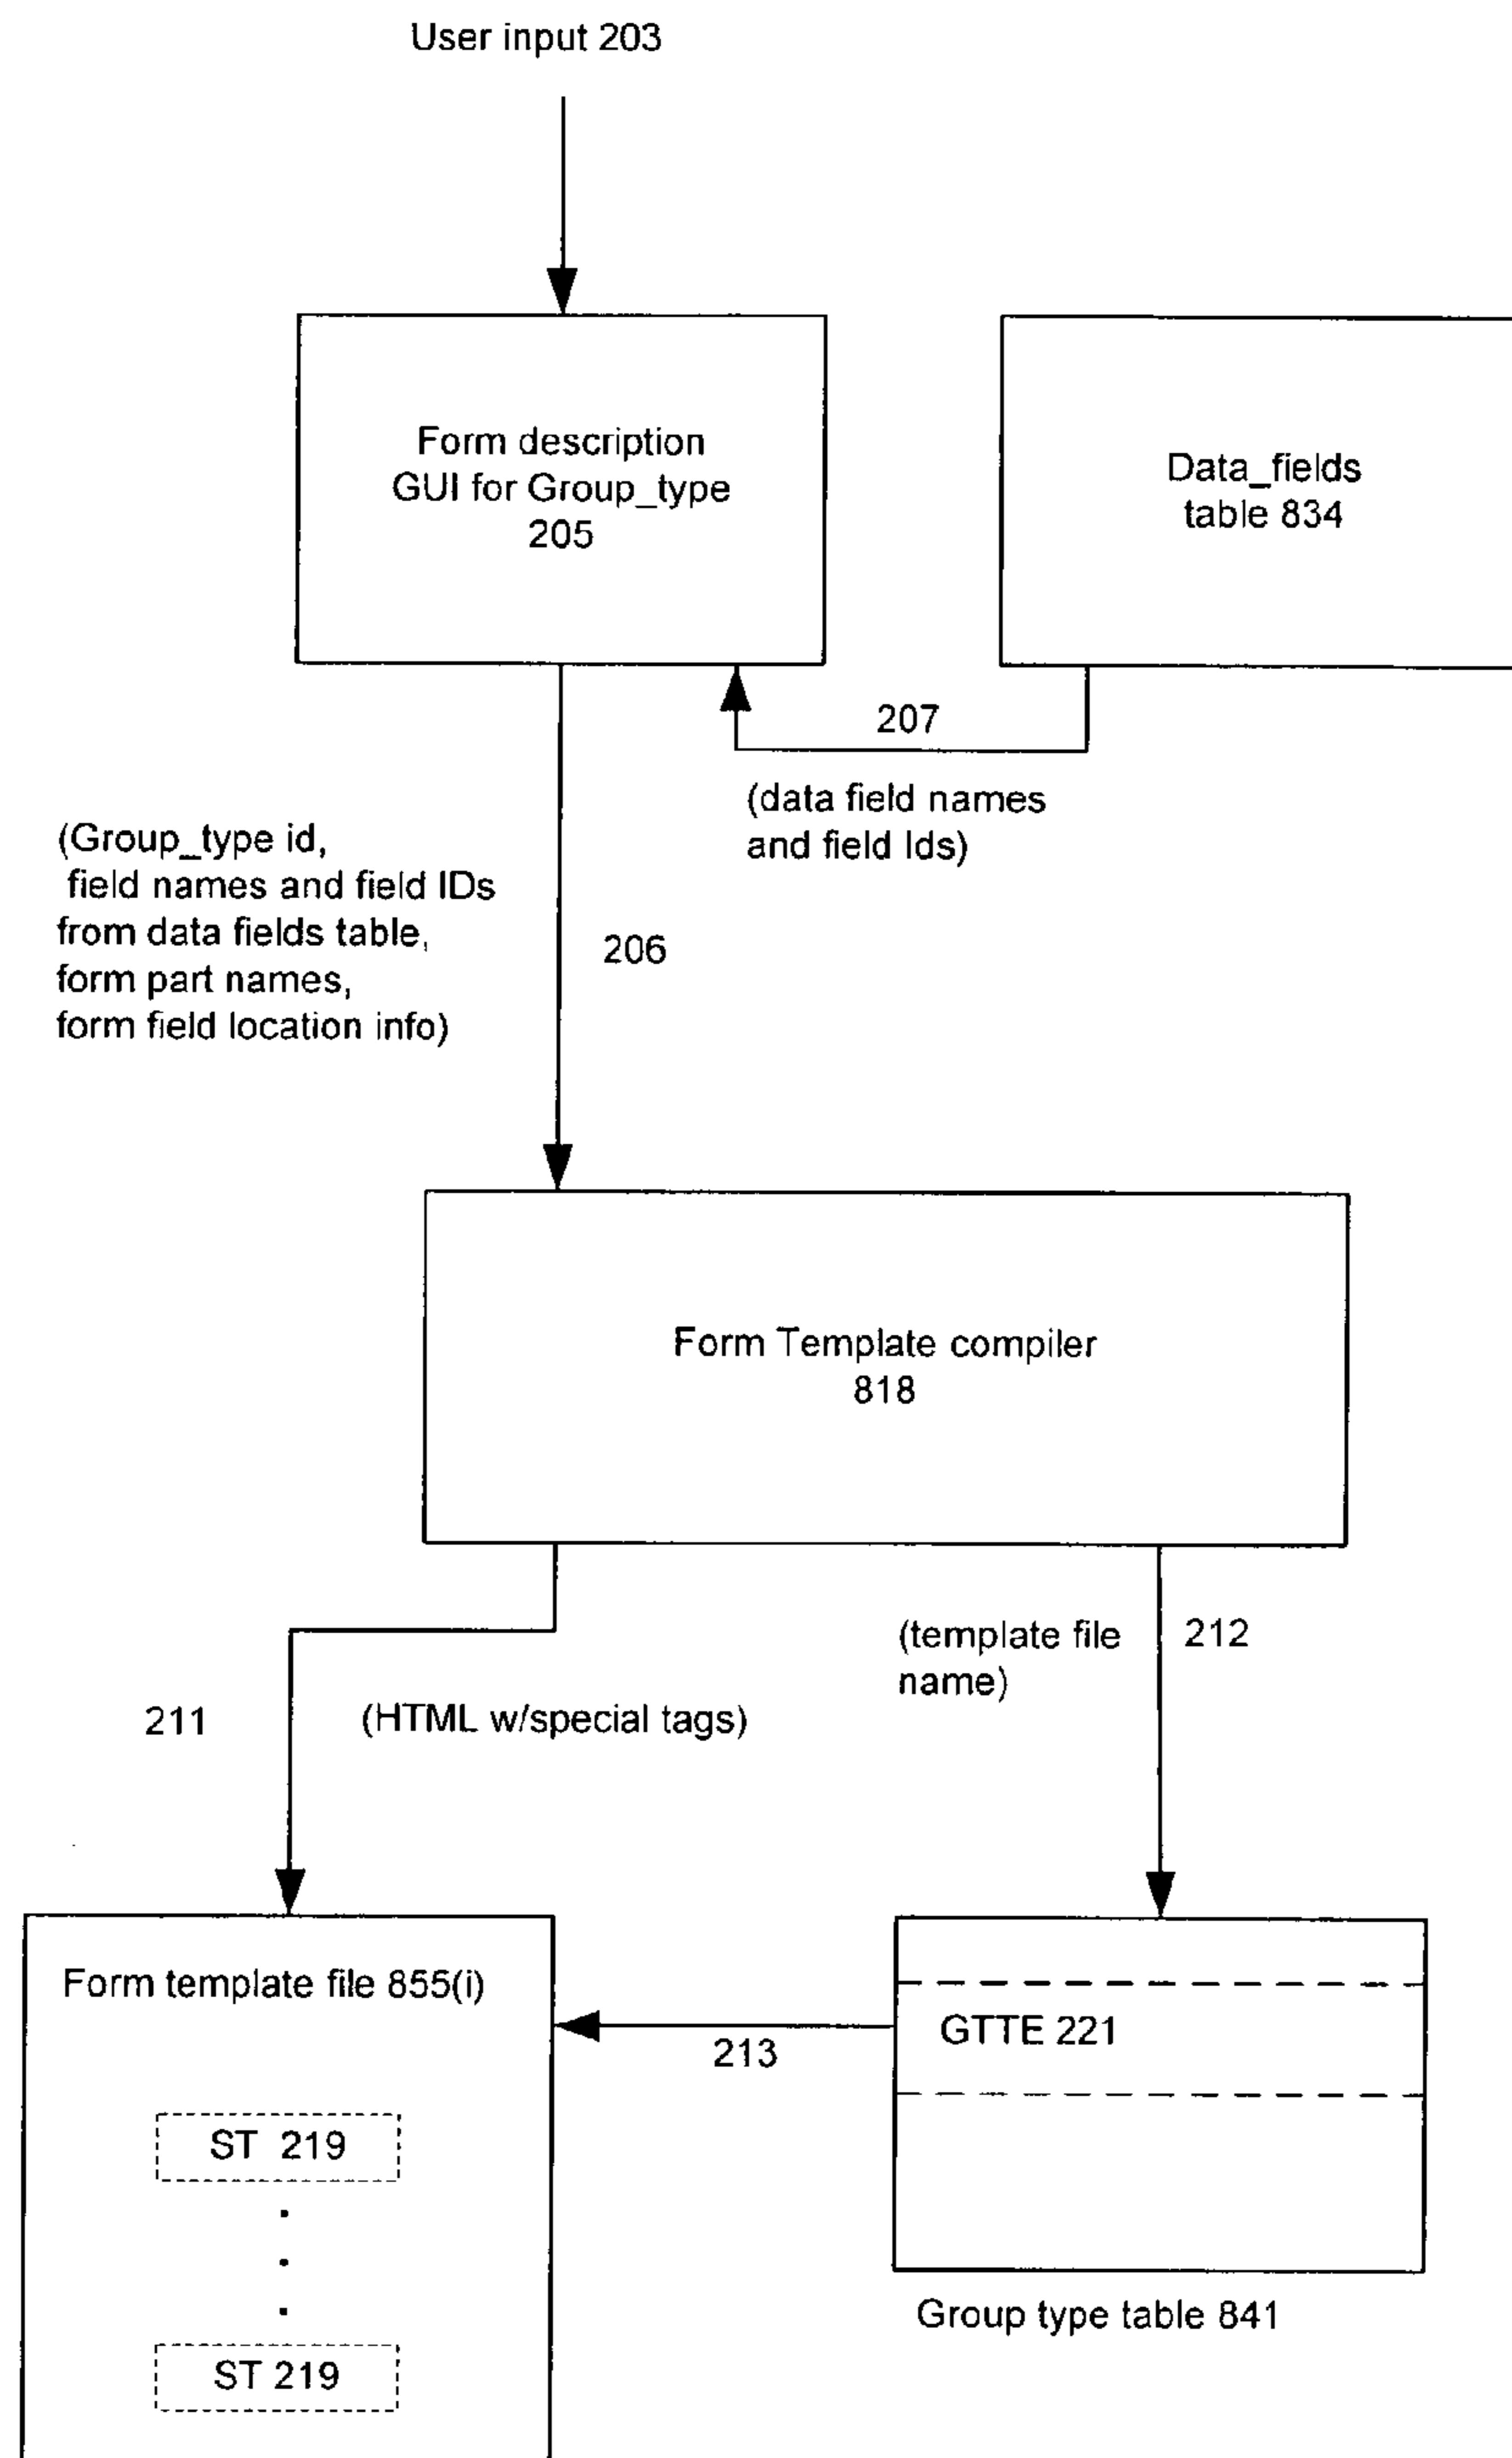 User input 203
Form description
GUI for Group_type
205
Data_fields
table 834
207
(data field names
and field Ids)
(Group_type id,
field names and field IDs
from data fields table,
form part names,
form field location info)
206
Form Template compiler
818
(template file
name)
212
211
(HTML w/special tags)
Form template file 855(i)
GTTE 221
213
ST 219
ST 219
Group type table 841